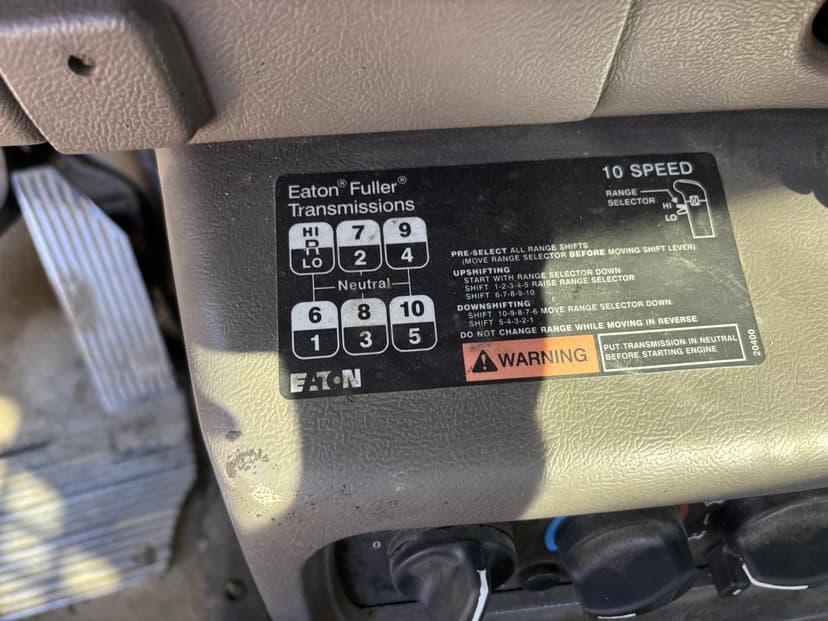 Eaton® Fuller®
Transmissions
10 SPEED
RANGE
SELECTOR
HI
LO
HI 7 9
R
LO 2 4
Neutral
6 8 10
1 3 5
EATON
PRE-SELECT ALL RANGE SHIFTS
(MOVE RANGE SELECTOR BEFORE MOVING SHIFT LEVER).
UPSHIFTING
START WITH RANGE SELECTOR DOWN
SHIFT 1-2-3-4-5 RAISE RANGE SELECTOR
SHIFT 6-7-8-9-10
DOWNSHIFTING
SHIFT 10-9-8-7-6 MOVE RANGE SELECTOR DOWN
SHIFT 5-4-3-2-1
DO NOT CHANGE RANGE WHILE MOVING IN REVERSE
WARNING
PUT TRANSMISSION IN NEUTRAL
BEFORE STARTING ENGINE
20400
0